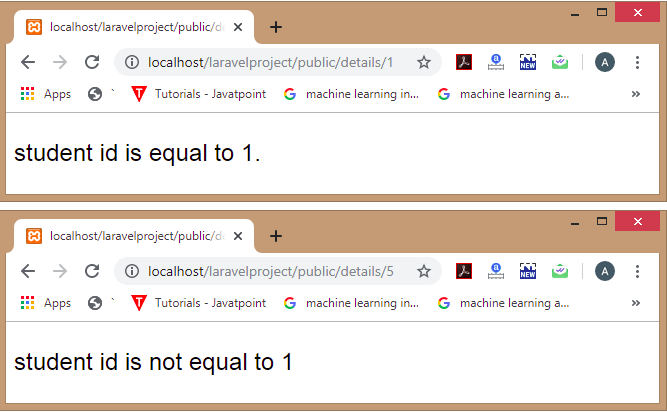 localhost/laravelproject/public/de
localhost/laravelproject/public/details/1
A
Apps ` Tutorials - Javatpoint machine learning in... machine learning a... »
student id is equal to 1.
localhost/laravelproject/public/de
localhost/laravelproject/public/details/5
A
Apps ` Tutorials - Javatpoint machine learning in... machine learning a... »
student id is not equal to 1